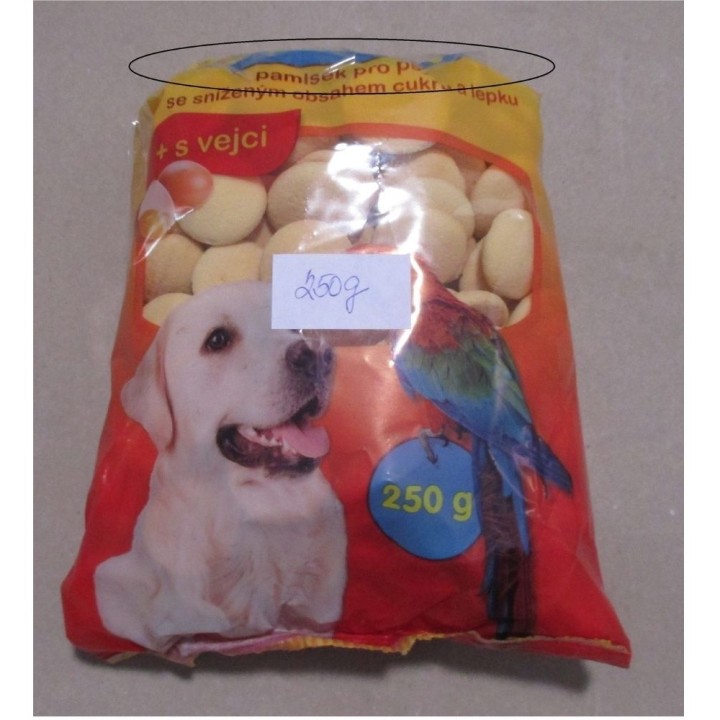 pamlsek pro
se sníženým obsahem cukru a lepku
+ s vejci
250g
250 g